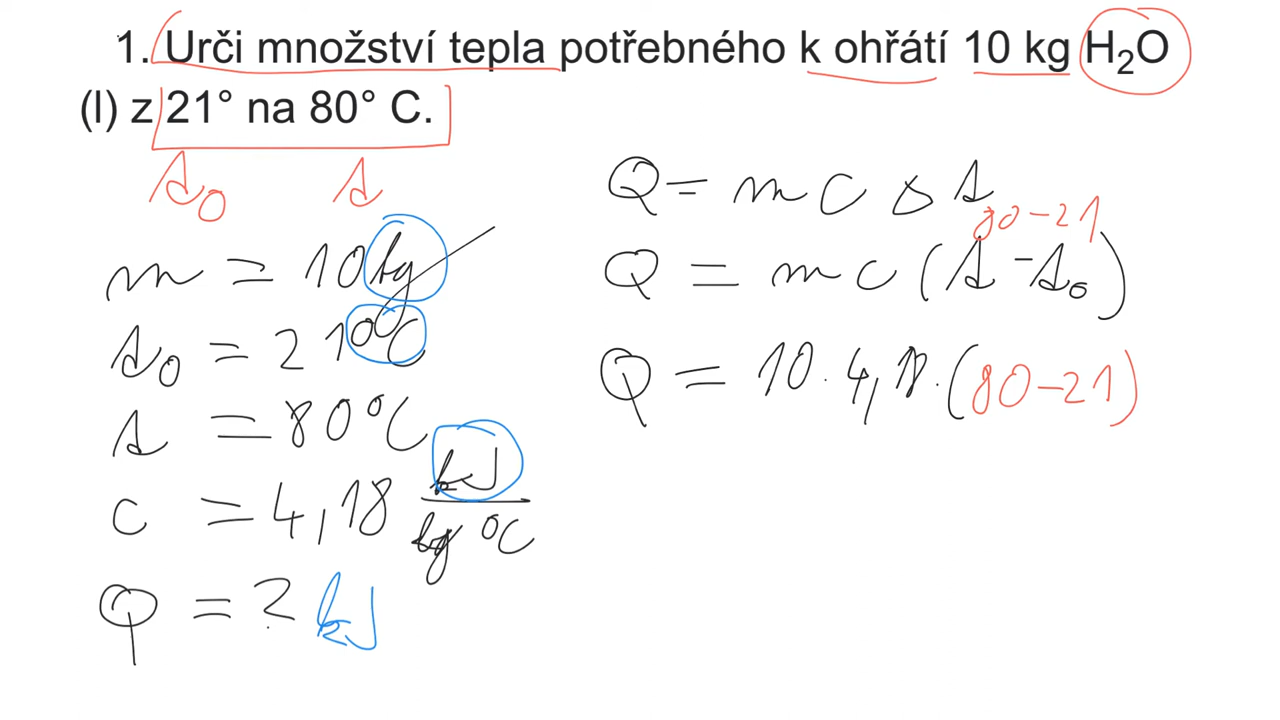 1. Urči množství tepla potřebného k ohřátí 10 kg H₂O
(l) z 21° na 80° C.
t₀ t
m = 10 kg
t₀ = 21°C
t = 80°C
c = 4,18 kJ/kg °C
Q = ? kJ
Q = m c Δ t
80-21
Q = m c (t - t₀)
Q = 10 . 4,18 . (80-21)